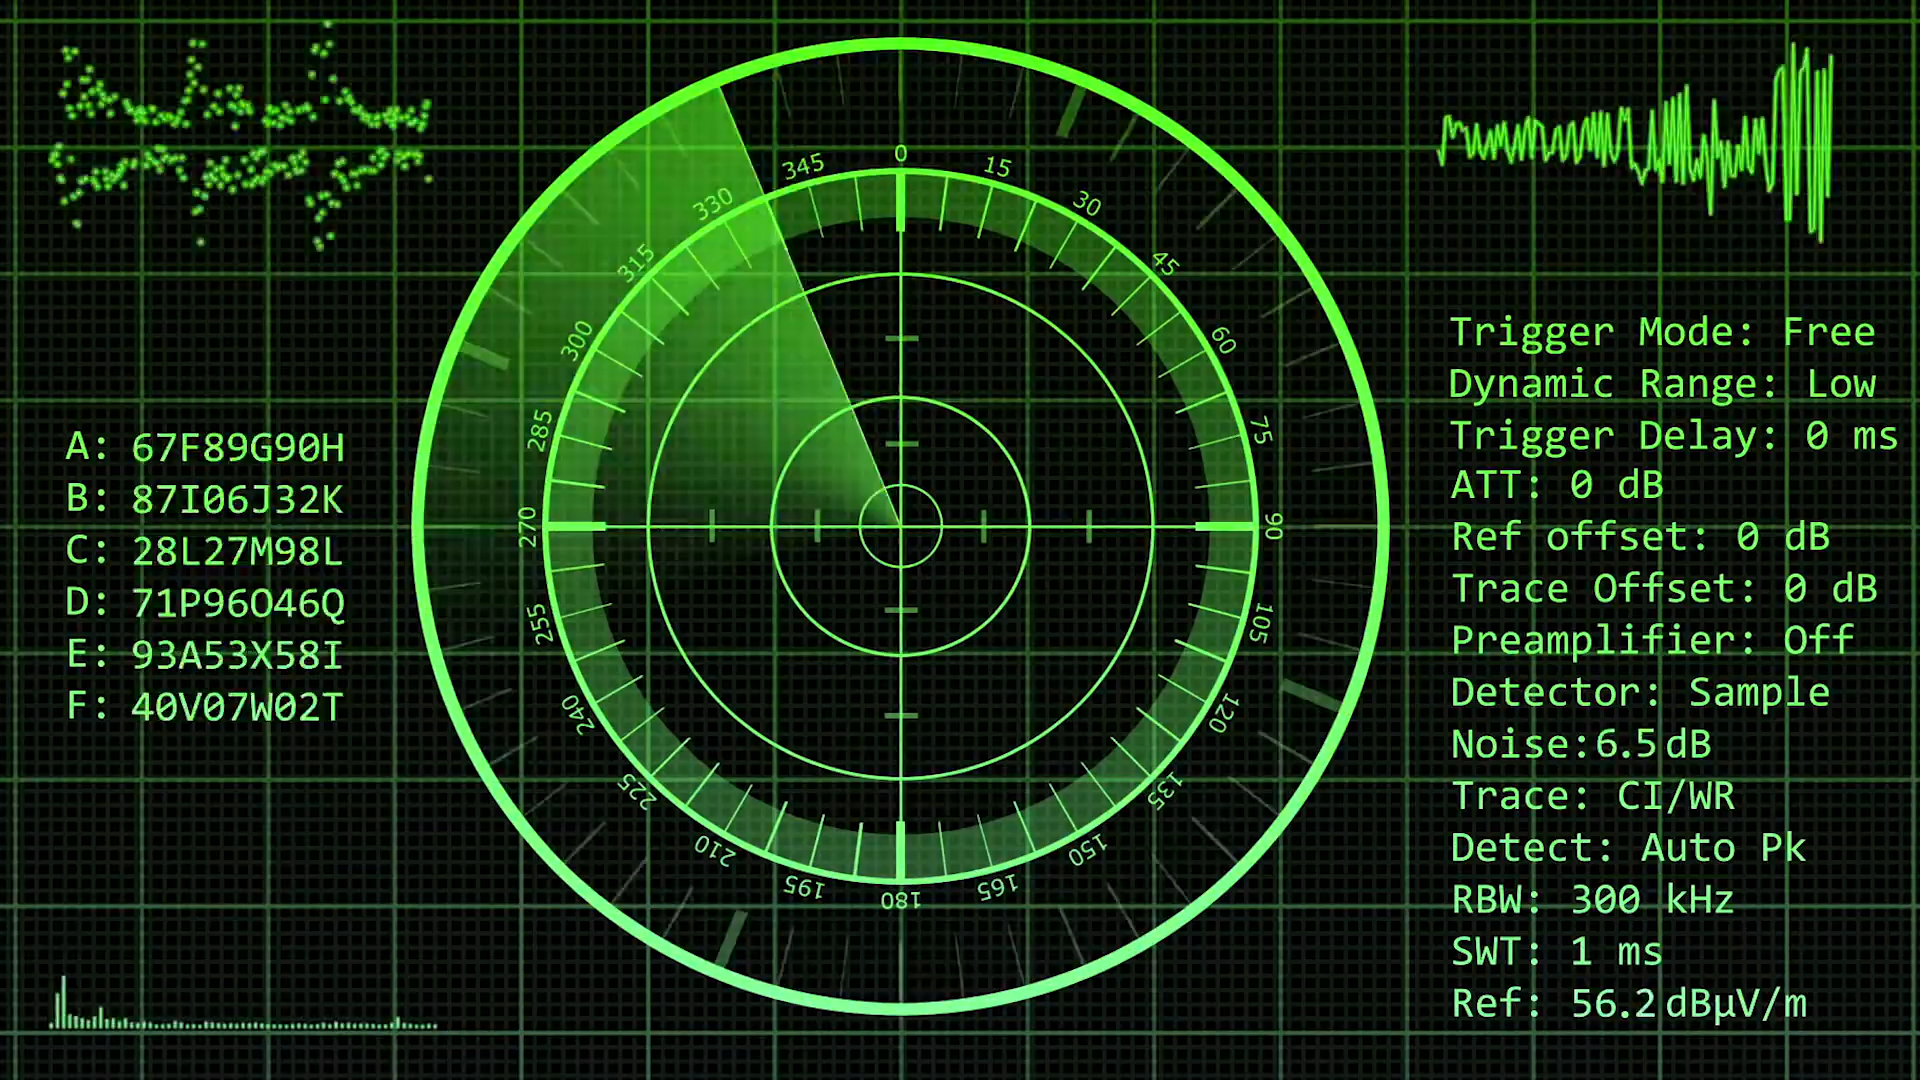 A: 67F89G90H
B: 87I06J32K
C: 28L27M98L
D: 71P96O46Q
E: 93A53X58I
F: 40V07W02T
0
15
30
45
60
75
90
105
120
135
150
165
180
195
210
225
240
255
270
285
300
315
330
345
Trigger Mode: Free
Dynamic Range: Low
Trigger Delay: 0 ms
ATT: 0 dB
Ref offset: 0 dB
Trace Offset: 0 dB
Preamplifier: Off
Detector: Sample
Noise:6.5dB
Trace: CI/WR
Detect: Auto Pk
RBW: 300 kHz
SWT: 1 ms
Ref: 56.2dBµV/m